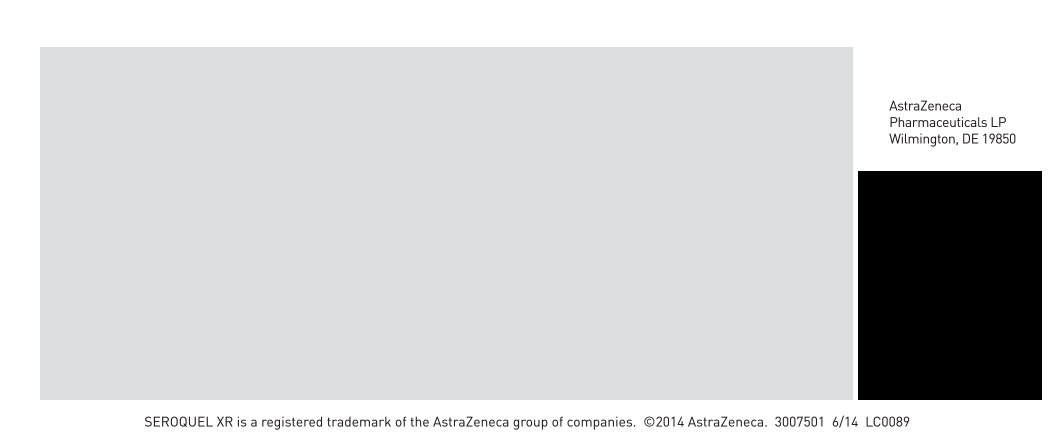 AstraZeneca
Pharmaceuticals LP
Wilmington, DE 19850
SEROQUEL XR is a registered trademark of the AstraZeneca group of companies. ©2014 AstraZeneca. 3007501 6/14 LC0089